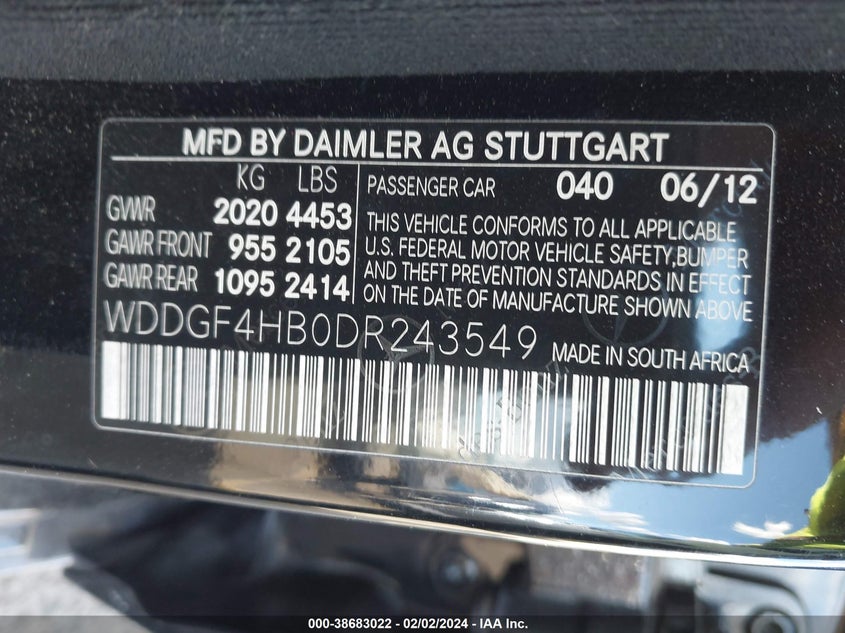 MFD BY DAIMLER AG STUTTGART
KG LBS
GVWR 2020 4453
GAWR FRONT 955 2105
GAWR REAR 1095 2414
PASSENGER CAR 040 06/12
THIS VEHICLE CONFORMS TO ALL APPLICABLE
U.S. FEDERAL MOTOR VEHICLE SAFETY,BUMPER
AND THEFT PREVENTION STANDARDS IN EFFECT
ON THE DATE OF MANUFACTURE SHOWN ABOVE
WDDGF4HB0DR243549 MADE IN SOUTH AFRICA
000-38683022 - 02/02/2024 - IAA Inc.